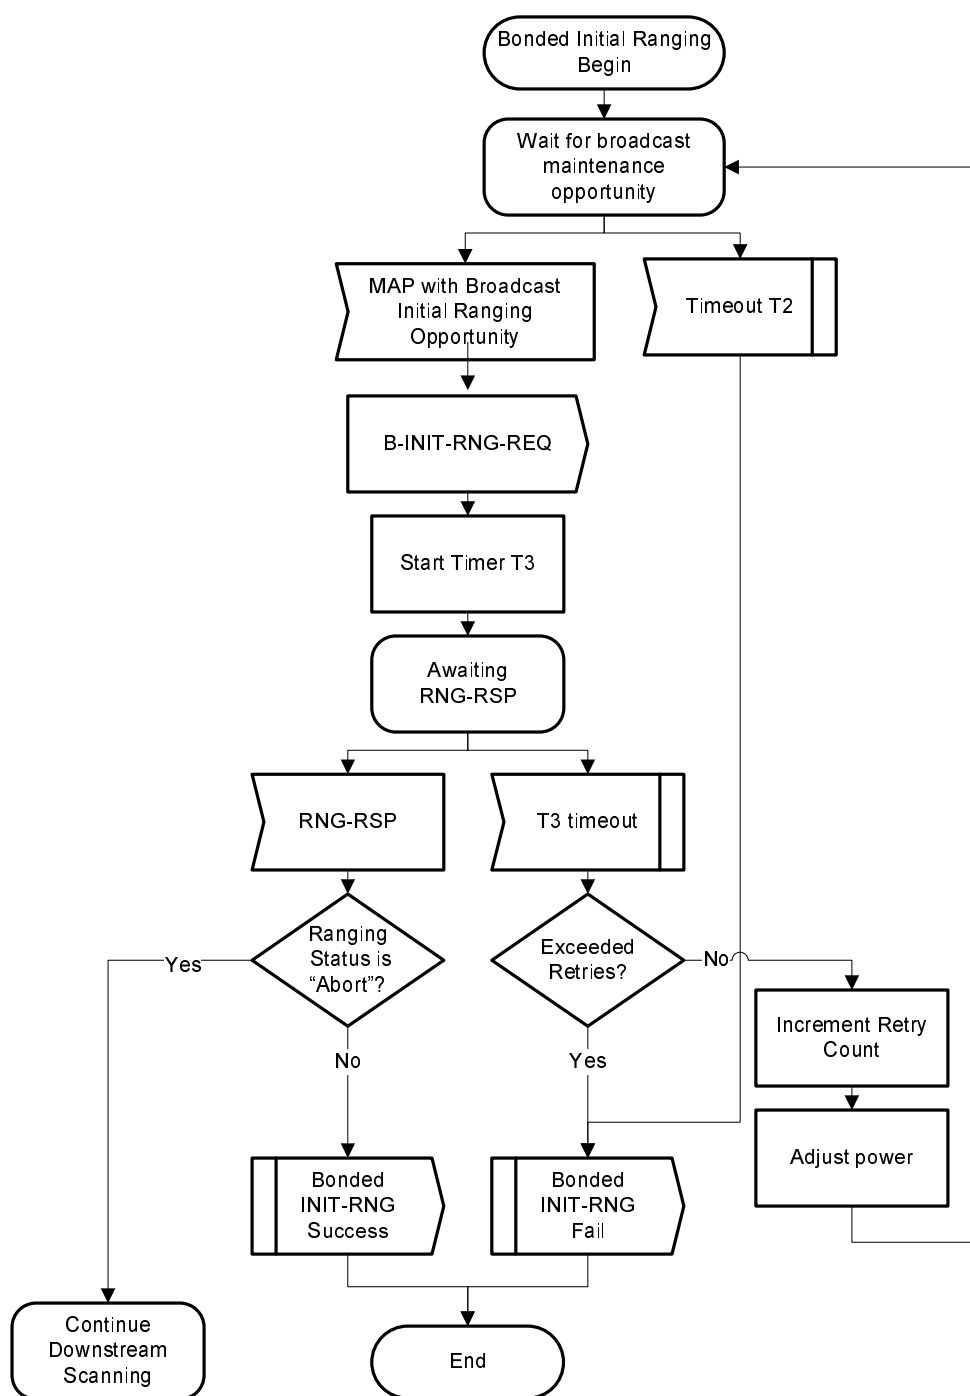 Bonded Initial Ranging
Begin
Wait for broadcast
maintenance
opportunity
MAP with Broadcast
Initial Ranging
Opportunity
Timeout T2
B-INIT-RNG-REQ
Start Timer T3
Awaiting
RNG-RSP
RNG-RSP
T3 timeout
Ranging
Status is
“Abort”?
Exceeded
Retries?
Yes
No
Increment Retry
Count
No
Yes
Adjust power
Bonded
INIT-RNG
Success
Bonded
INIT-RNG
Fail
Continue
Downstream
Scanning
End